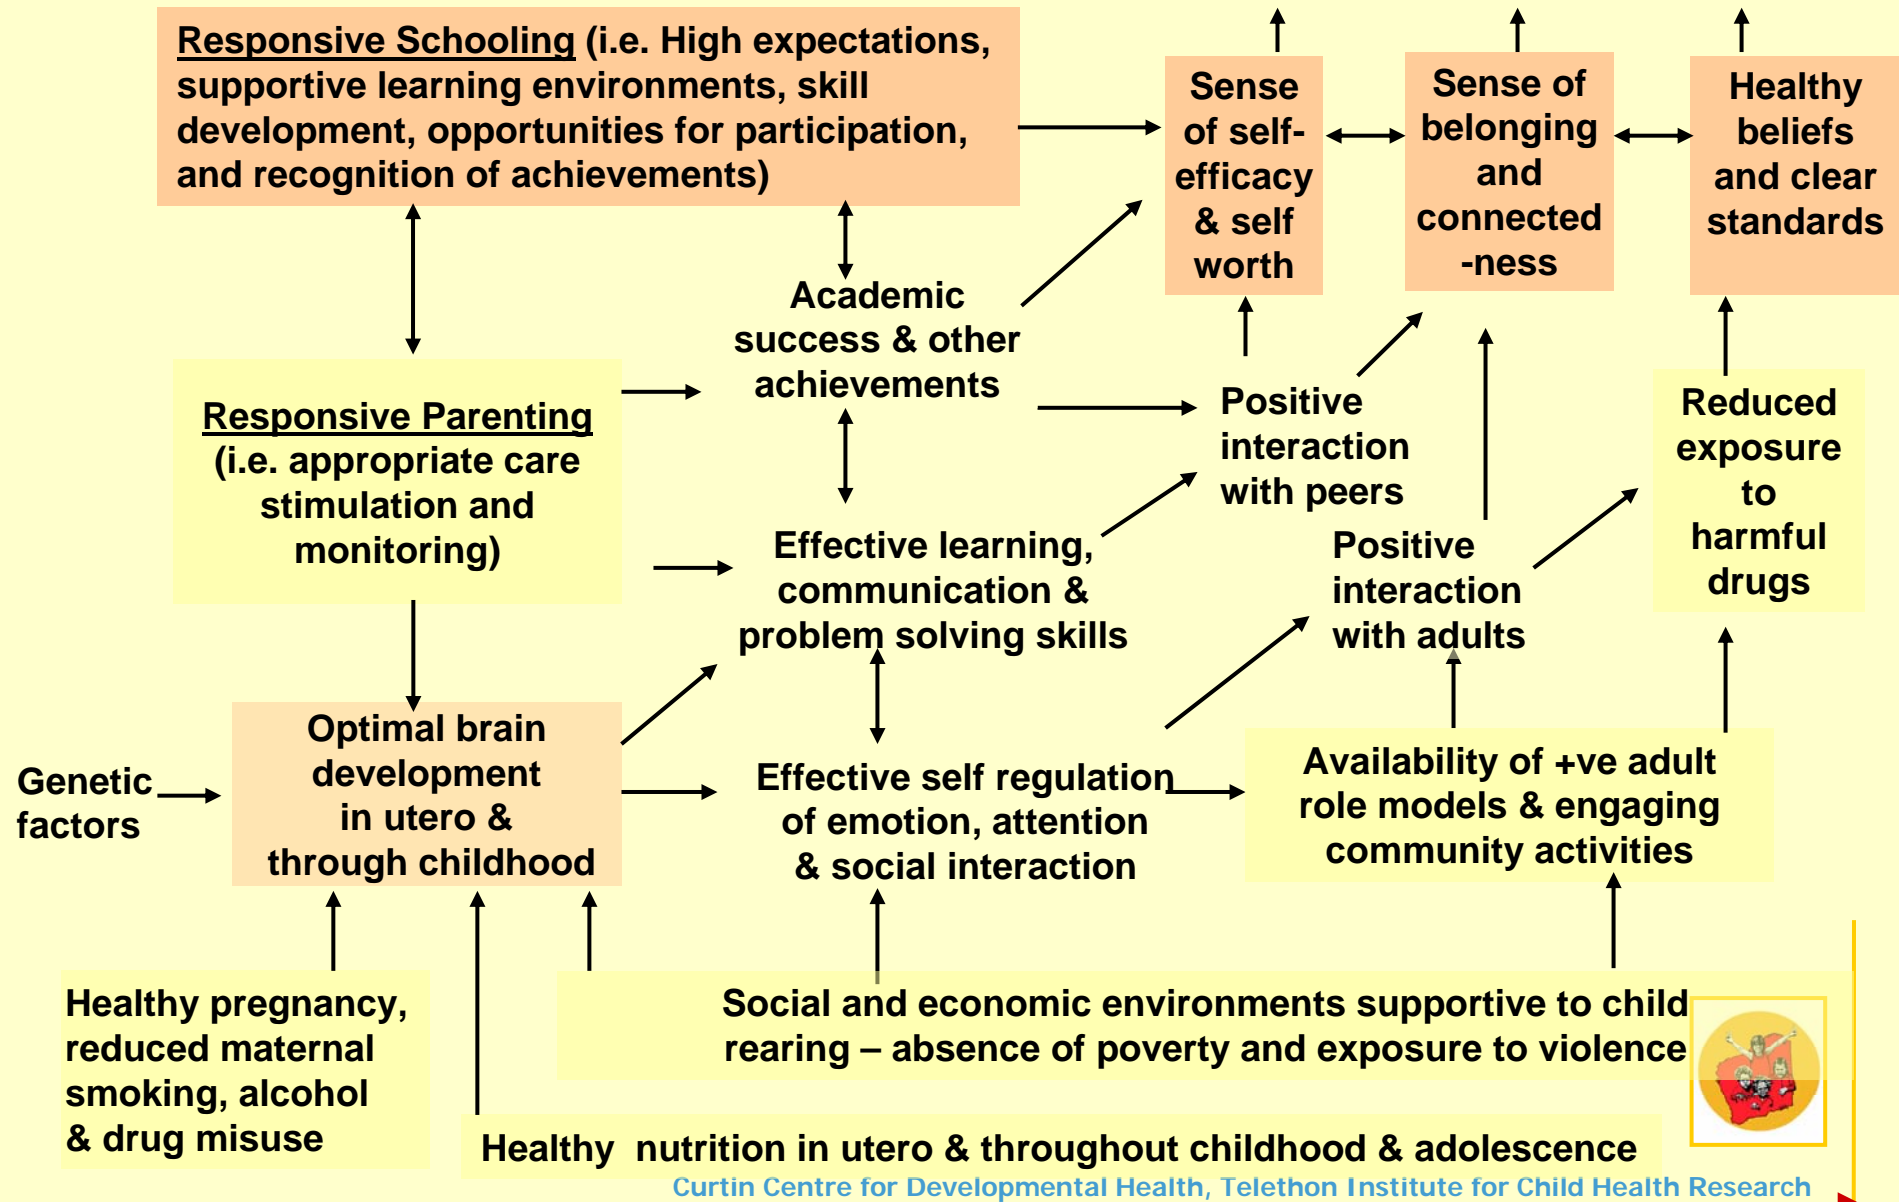 Responsive Schooling (i.e. High expectations,
supportive learning environments, skill
development, opportunities for participation,
and recognition of achievements)
Sense
of self-
efficacy
& self
worth
Sense of
belonging
and
connected
-ness
Healthy
beliefs
and clear
standards
Academic
success & other
achievements
Responsive Parenting
(i.e. appropriate care
stimulation and
monitoring)
Positive
interaction
with peers
Reduced
exposure
to
harmful
drugs
Effective learning,
communication &
problem solving skills
Positive
interaction
with adults
Genetic
factors
Optimal brain
development
in utero &
through childhood
Effective self regulation
of emotion, attention
& social interaction
Availability of +ve adult
role models & engaging
community activities
Healthy pregnancy,
reduced maternal
smoking, alcohol
& drug misuse
Social and economic environments supportive to child
rearing – absence of poverty and exposure to violence
Healthy nutrition in utero & throughout childhood & adolescence
Curtin Centre for Developmental Health, Telethon Institute for Child Health Research